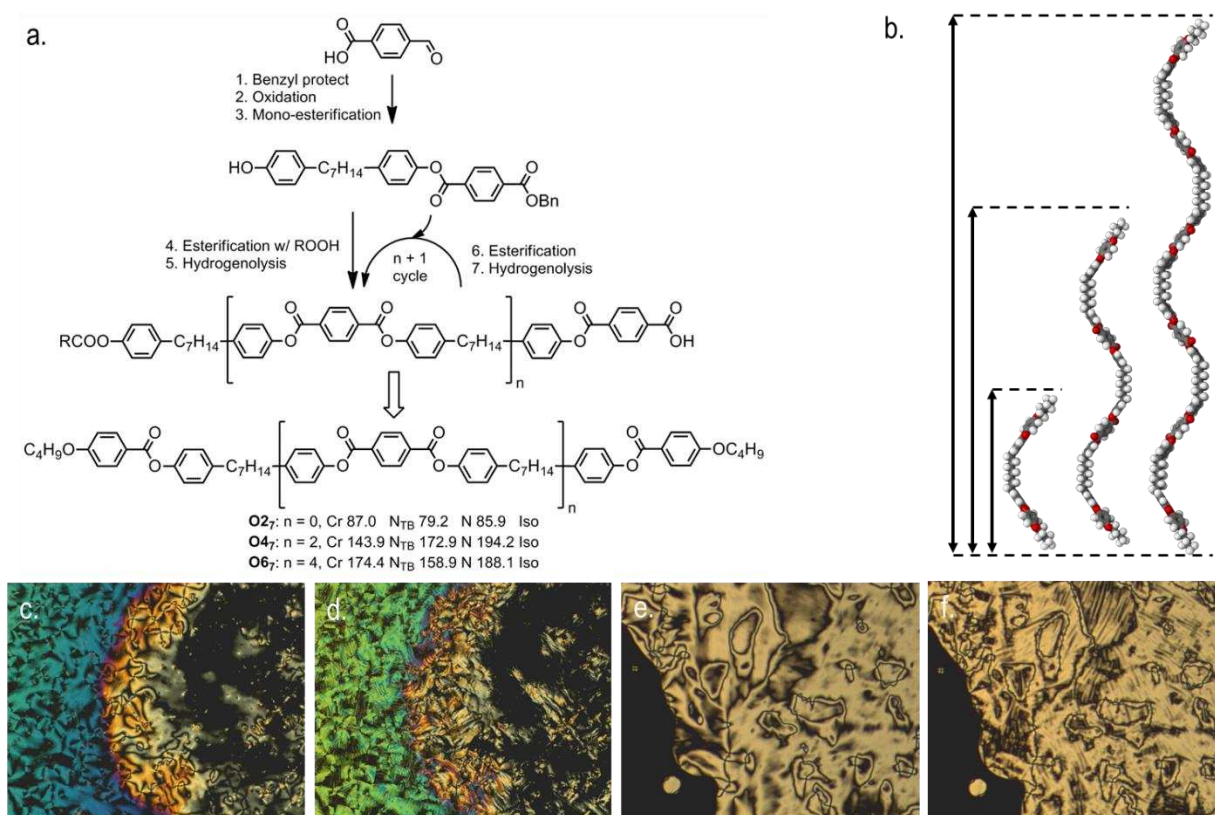 a.
HO
O
O
1. Benzyl protect
2. Oxidation
3. Mono-esterification
HO
C7H14
O
O
O
OBn
4. Esterification w/ ROOH
5. Hydrogenolysis
n + 1
cycle
6. Esterification
7. Hydrogenolysis
RCOO
C7H14
O
O
O
O
C7H14
n
O
O
O
OH
C4H9O
O
O
C7H14
O
O
O
O
C7H14
n
O
O
OC4H9
O27: n = 0, Cr 87.0 NTB 79.2 N 85.9 Iso
O47: n = 2, Cr 143.9 NTB 172.9 N 194.2 Iso
O67: n = 4, Cr 174.4 NTB 158.9 N 188.1 Iso
b.
c.
d.
e.
f.